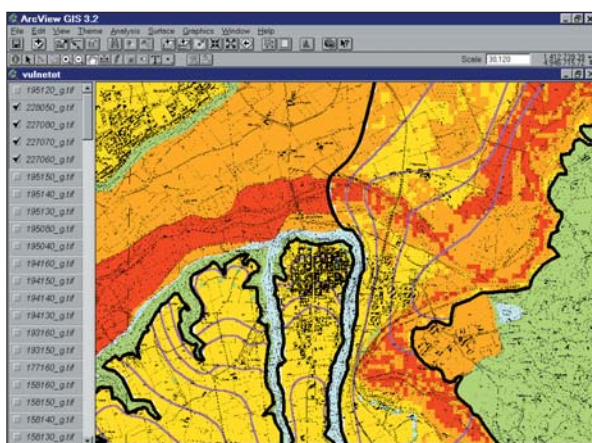 ArcView GIS 3.2
File Edit View Theme Analysis Surface Graphics Window Help
Scale 30,120
vulnetot
195120_g.tif
228050_g.tif
227080_g.tif
227070_g.tif
227060_g.tif
195150_g.tif
195140_g.tif
195130_g.tif
195080_g.tif
195040_g.tif
194160_g.tif
194150_g.tif
194140_g.tif
194130_g.tif
193160_g.tif
193150_g.tif
177160_g.tif
158160_g.tif
158150_g.tif
158140_g.tif
158130_g.tif